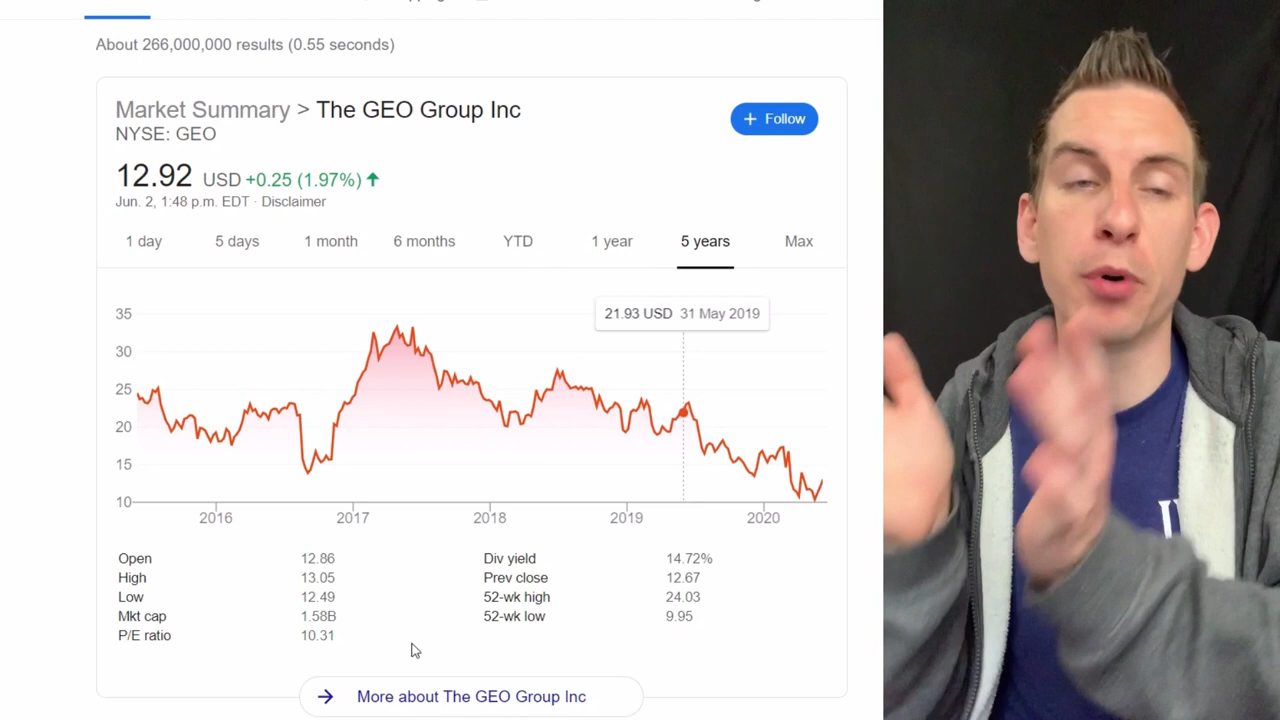 About 266,000,000 results (0.55 seconds)
Market Summary > The GEO Group Inc
NYSE: GEO
+ Follow
12.92 USD +0.25 (1.97%)
Jun. 2, 1:48 p.m. EDT · Disclaimer
1 day 5 days 1 month 6 months YTD 1 year 5 years Max
21.93 USD 31 May 2019
35
30
25
20
15
10
2016 2017 2018 2019 2020
Open 12.86 Div yield 14.72%
High 13.05 Prev close 12.67
Low 12.49 52-wk high 24.03
Mkt cap 1.58B 52-wk low 9.95
P/E ratio 10.31
More about The GEO Group Inc